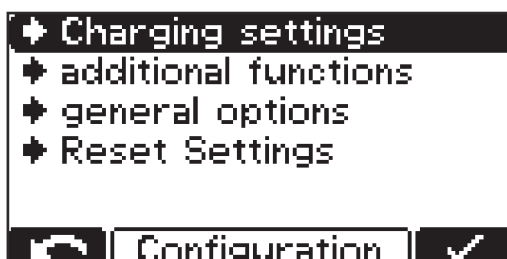 Charging settings
additional functions
general options
Reset Settings
Configuration